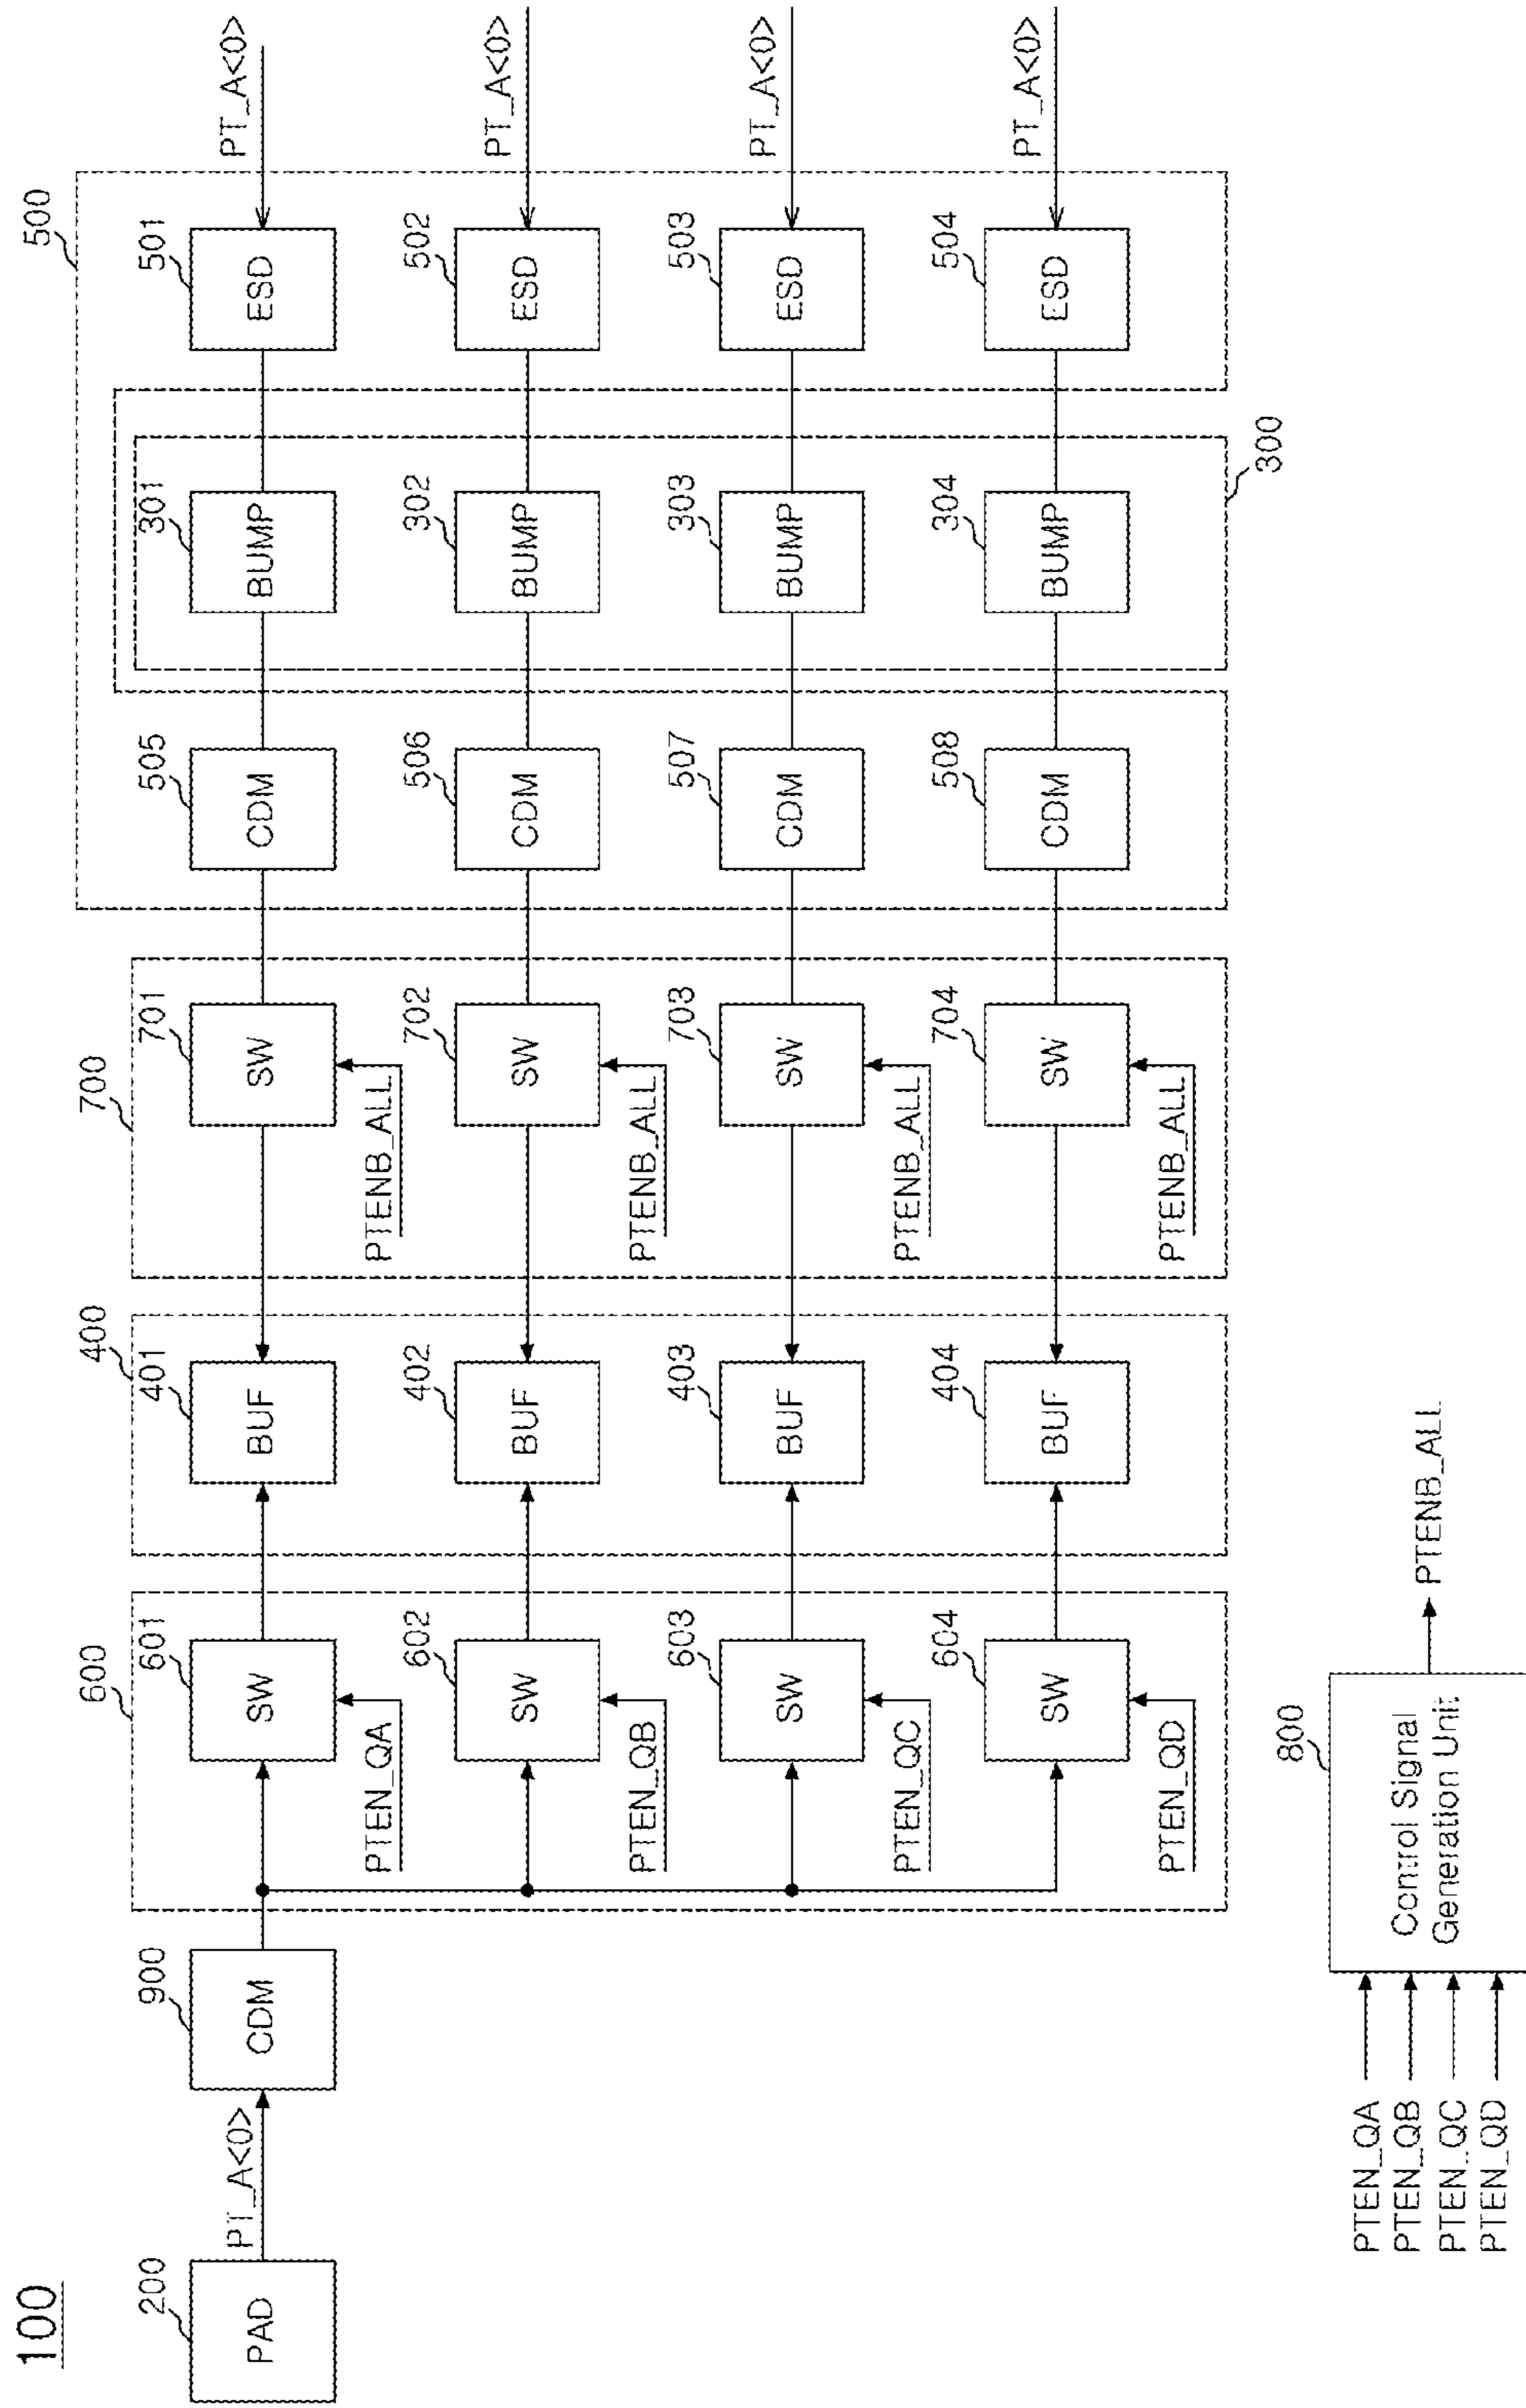 100
500
501
ESD
PT_A<0>
502
ESD
PT_A<0>
503
ESD
PT_A<0>
504
ESD
PT_A<0>
301
BUMP
302
BUMP
303
BUMP
304
BUMP
300
505
CDM
506
CDM
507
CDM
508
CDM
700
701
SW
PTENB_ALL
702
SW
PTENB_ALL
703
SW
PTENB_ALL
704
SW
PTENB_ALL
400
401
BUF
402
BUF
403
BUF
404
BUF
600
601
SW
PTEN_QA
602
SW
PTEN_QB
603
SW
PTEN_QC
604
SW
PTEN_QD
900
CDM
PT_A<0>
200
PAD
800
Control Signal
Generation Unit
PTENB_ALL
PTEN_QA
PTEN_QB
PTEN_QC
PTEN_QD